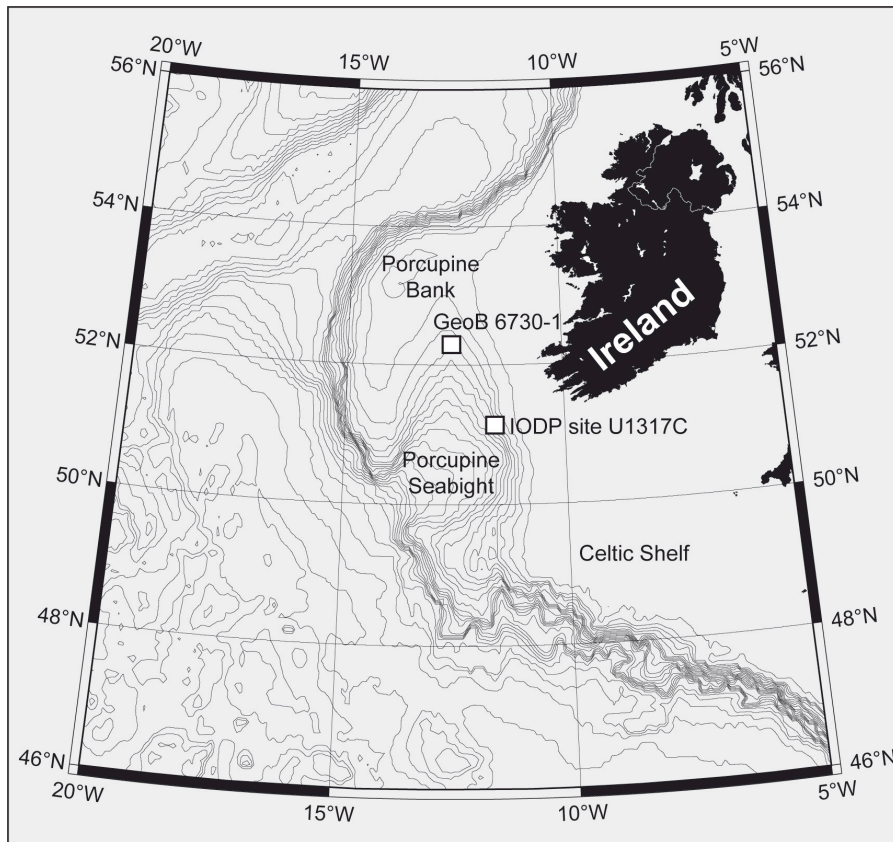 20°W
15°W
10°W
5°W
56°N
56°N
54°N
54°N
Porcupine
Bank
GeoB 6730-1
Ireland
52°N
52°N
IODP site U1317C
Porcupine
Seabight
50°N
50°N
Celtic Shelf
48°N
48°N
46°N
46°N
20°W
15°W
10°W
5°W